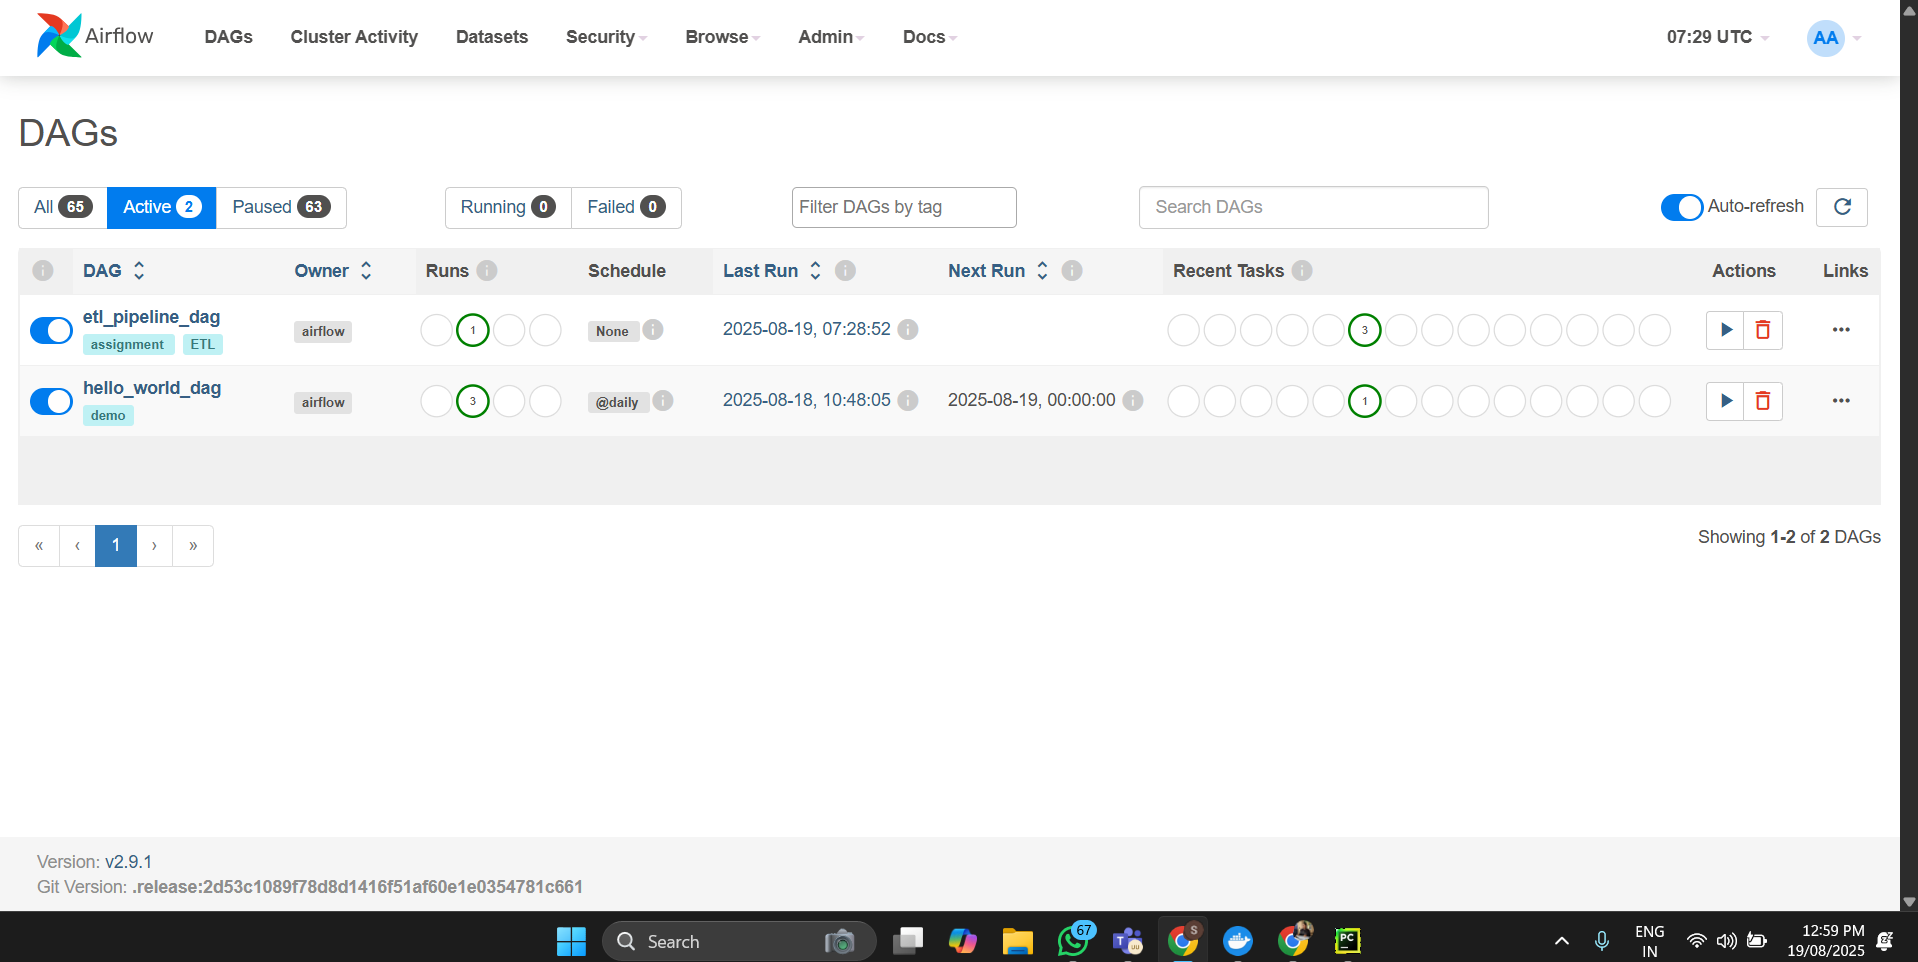 Airflow DAGs Cluster Activity Datasets Security Browse Admin Docs 07:29 UTC AA
DAGs
All 65 Active 2 Paused 63 Running 0 Failed 0 Filter DAGs by tag Search DAGs Auto-refresh
i DAG Owner Runs i Schedule Last Run i Next Run i Recent Tasks i Actions Links
etl_pipeline_dag
airflow 1 None i 2025-08-19, 07:28:52 i 3
assignment ETL
hello_world_dag
airflow 3 @daily i 2025-08-18, 10:48:05 i 2025-08-19, 00:00:00 i 1
demo
« ‹ 1 › »
Showing 1-2 of 2 DAGs
Version: v2.9.1
Git Version: .release:2d53c1089f78d8d1416f51af60e1e0354781c661
Search 67 T S PC ENG 12:59 PM
IN 19/08/2025